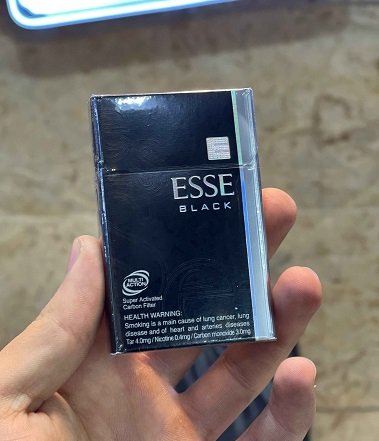 ESSE
BLACK
MULTI
ACTION
Super Activated
Carbon Filter
HEALTH WARNING:
Smoking is a main cause of lung cancer, lung
disease and of heart and arteries diseases
Tar 4.0mg / Nicotine 0.4mg / Carbon monoxide 3.0mg